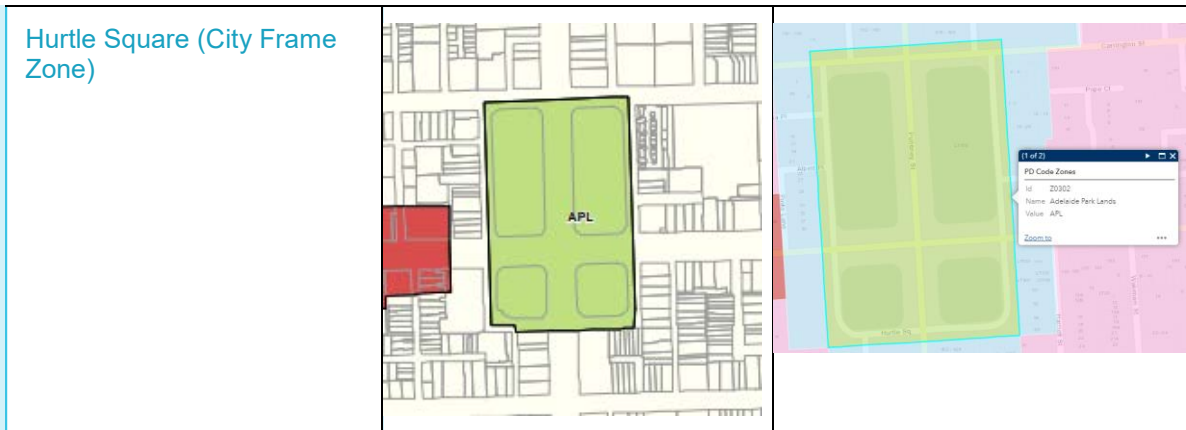 Hurtle Square (City Frame
Zone)
APL
Carrington St
Hurtle Sq
(1 of 2)
PD Code Zones
Id Z0302
Name Adelaide Park Lands
Value APL
Zoom to